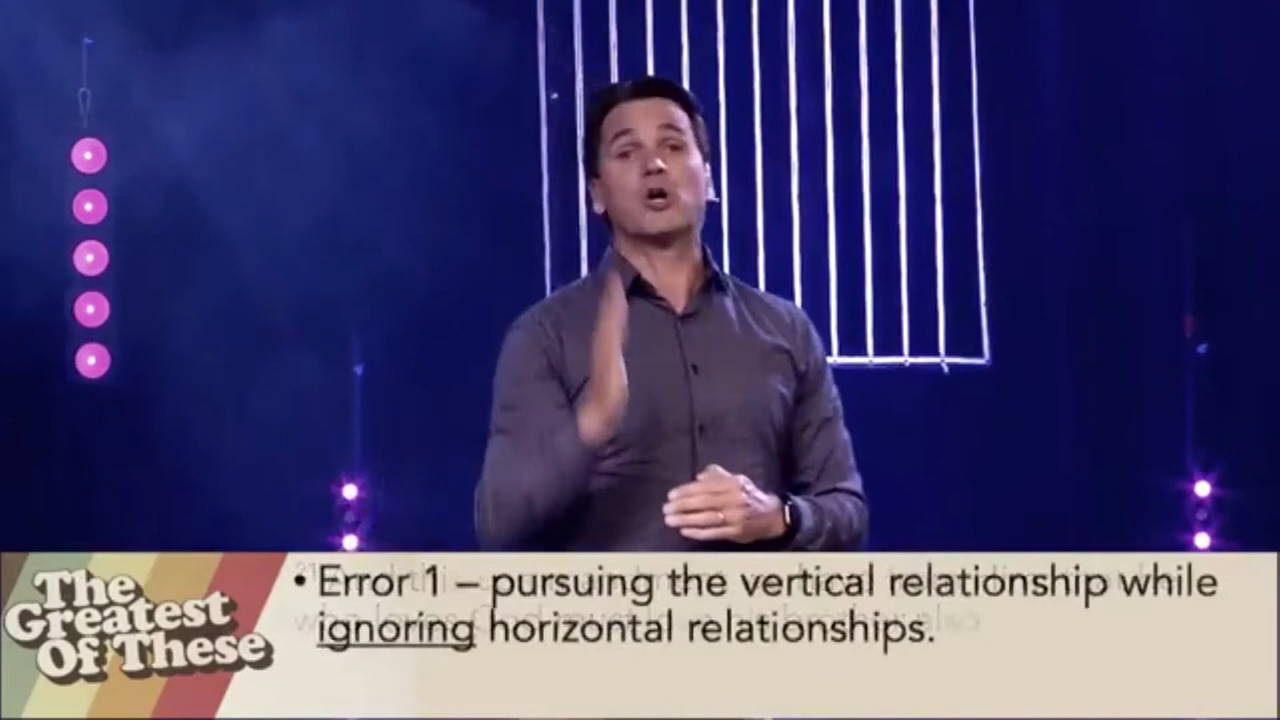 The
Greatest
Of These
• Error 1 – pursuing the vertical relationship while
ignoring horizontal relationships.